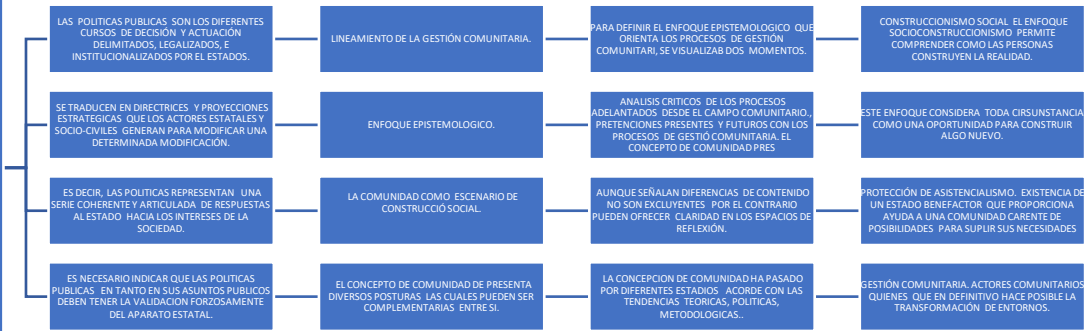 LAS POLITICAS PUBLICAS SON LOS DIFERENTES
CURSOS DE DECISIÓN Y ACTUACIÓN
DELIMITADOS, LEGALIZADOS, E
INSTITUCIONALIZADOS POR EL ESTADOS.
LINEAMIENTO DE LA GESTIÓN COMUNITARIA.
PARA DEFINIR EL ENFOQUE EPISTEMOLOGICO QUE
ORIENTA LOS PROCESOS DE GESTIÓN
COMUNITARI, SE VISUALIZAB DOS MOMENTOS.
CONSTRUCCIONISMO SOCIAL EL ENFOQUE
SOCIOCONSTRUCCIONISMO PERMITE
COMPRENDER COMO LAS PERSONAS
CONSTRUYEN LA REALIDAD.
SE TRADUCEN EN DIRECTRICES Y PROYECCIONES
ESTRATEGICAS QUE LOS ACTORES ESTATALES Y
SOCIO-CIVILES GENERAN PARA MODIFICAR UNA
DETERMINADA MODIFICACIÓN.
ENFOQUE EPISTEMOLOGICO.
ANALISIS CRITICOS DE LOS PROCESOS
ADELANTADOS DESDE EL CAMPO COMUNITARIO.,
PRETENCIONES PRESENTES Y FUTUROS CON LOS
PROCESOS DE GESTIÓ COMUNITARIA. EL
CONCEPTO DE COMUNIDAD PRES
ESTE ENFOQUE CONSIDERA TODA CIRSUNSTANCIA
COMO UNA OPORTUNIDAD PARA CONSTRUIR
ALGO NUEVO.
ES DECIR, LAS POLITICAS REPRESENTAN UNA
SERIE COHERENTE Y ARTICULADA DE RESPUESTAS
AL ESTADO HACIA LOS INTERESES DE LA
SOCIEDAD.
LA COMUNIDAD COMO ESCENARIO DE
CONSTRUCCIÓ SOCIAL.
AUNQUE SEÑALAN DIFERENCIAS DE CONTENIDO
NO SON EXCLUYENTES POR EL CONTRARIO
PUEDEN OFRECER CLARIDAD EN LOS ESPACIOS DE
REFLEXIÓN.
PROTECCIÓN DE ASISTENCIALISMO. EXISTENCIA DE
UN ESTADO BENEFACTOR QUE PROPORCIONA
AYUDA A UNA COMUNIDAD CARENTE DE
POSIBILIDADES PARA SUPLIR SUS NECESIDADES
ES NECESARIO INDICAR QUE LAS POLITICAS
PUBLICAS EN TANTO EN SUS ASUNTOS PUBLICOS
DEBEN TENER LA VALIDACION FORZOSAMENTE
DEL APARATO ESTATAL.
EL CONCEPTO DE COMUNIDAD DE PRESENTA
DIVERSOS POSTURAS LAS CUALES PUEDEN SER
COMPLEMENTARIAS ENTRE SI.
LA CONCEPCION DE COMUNIDAD HA PASADO
POR DIFERENTES ESTADIOS ACORDE CON LAS
TENDENCIAS TEORICAS, POLITICAS,
METODOLOGICAS..
GESTIÓN COMUNITARIA. ACTORES COMUNITARIOS
QUIENES QUE EN DEFINITIVO HACE POSIBLE LA
TRANSFORMACIÓN DE ENTORNOS.